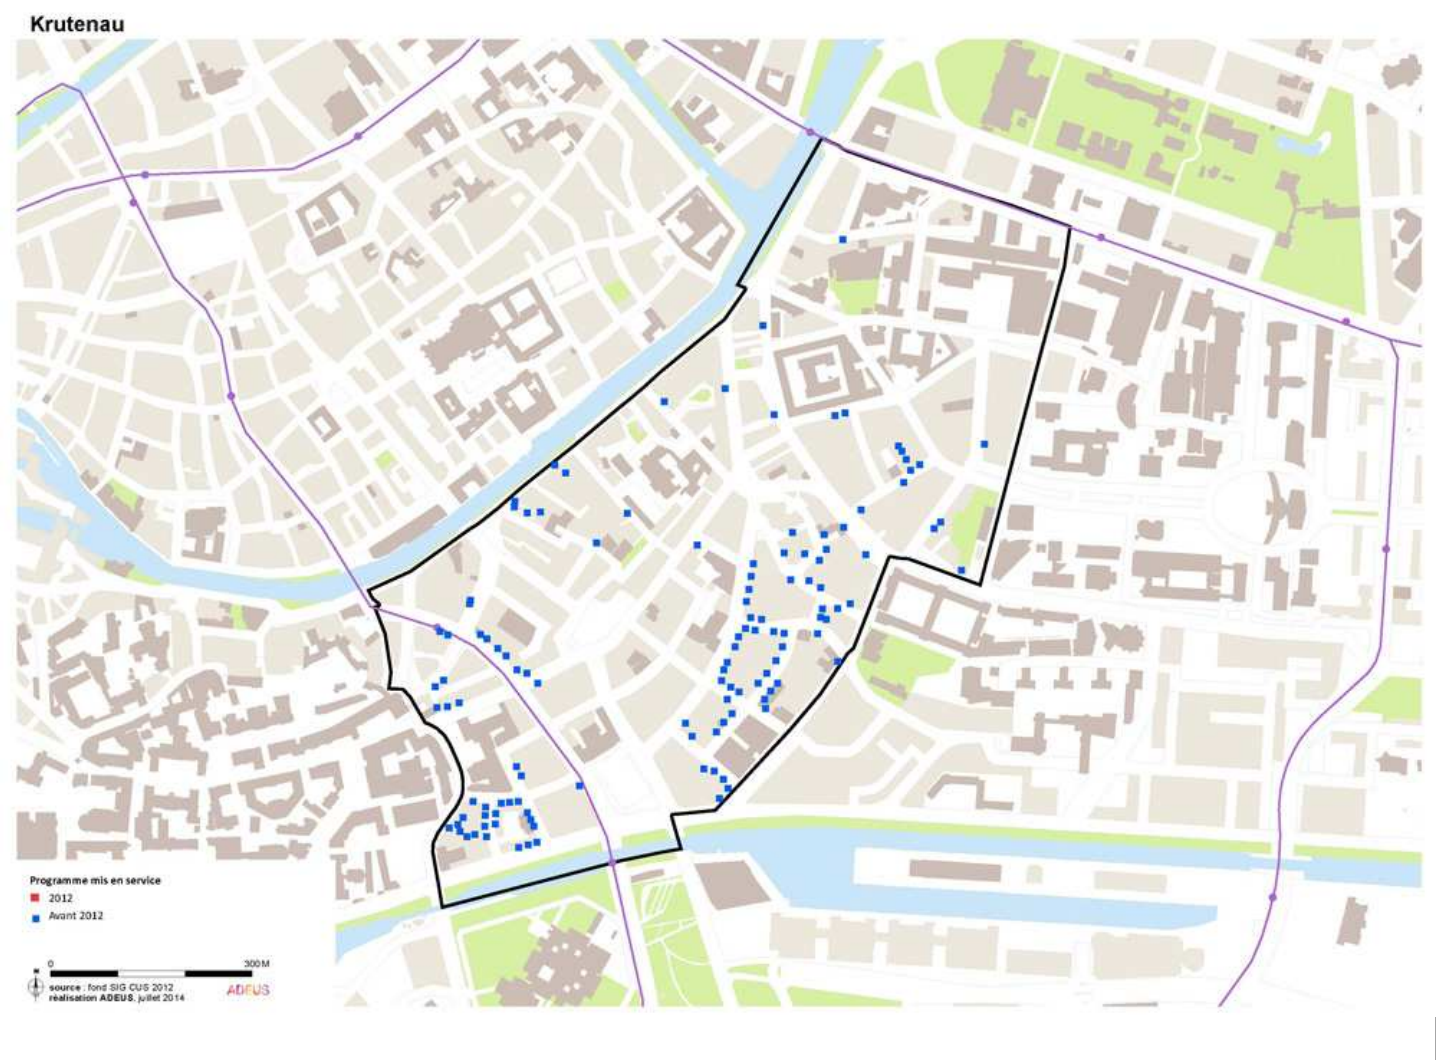 Krutenau
Programme mis en service
2012
Avant 2012
0 300 M
N
source : fond SIG CUS 2012
réalisation ADEUS, juillet 2014
ADEUS